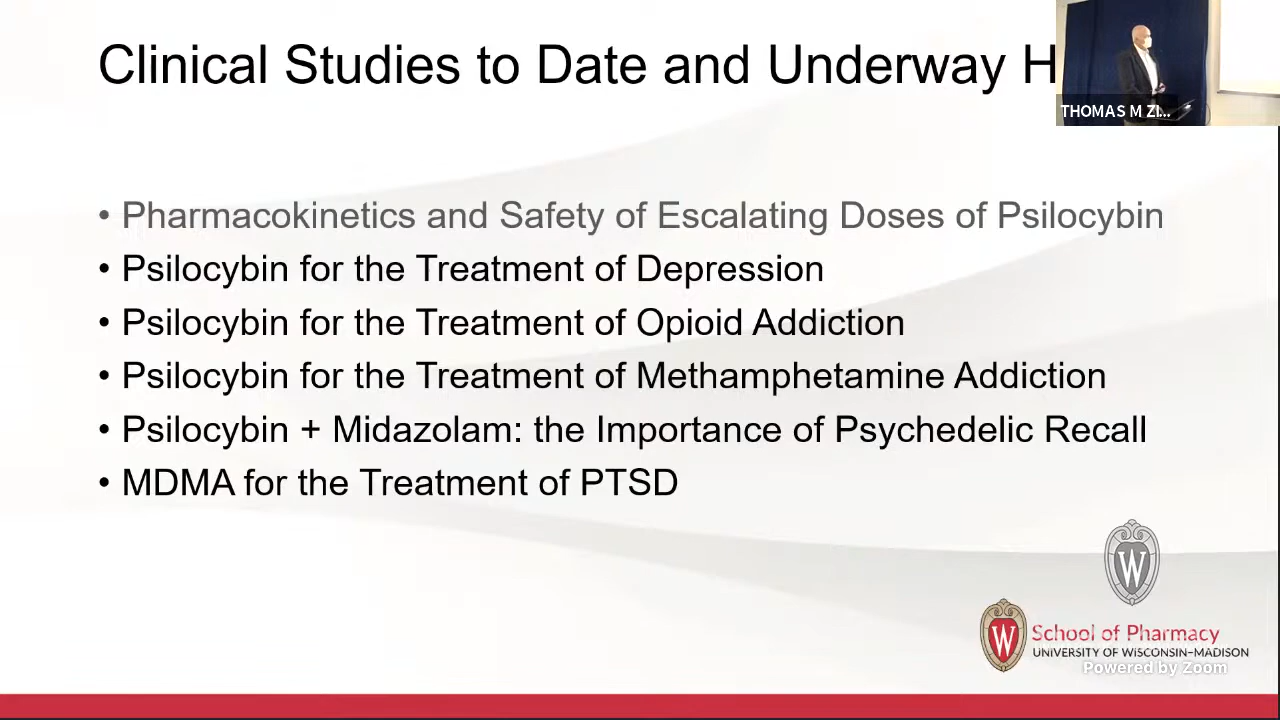 Clinical Studies to Date and Underway H
THOMAS M ZI...
• Pharmacokinetics and Safety of Escalating Doses of Psilocybin
• Psilocybin for the Treatment of Depression
• Psilocybin for the Treatment of Opioid Addiction
• Psilocybin for the Treatment of Methamphetamine Addiction
• Psilocybin + Midazolam: the Importance of Psychedelic Recall
• MDMA for the Treatment of PTSD
W
W
School of Pharmacy
UNIVERSITY OF WISCONSIN–MADISON
Powered by Zoom